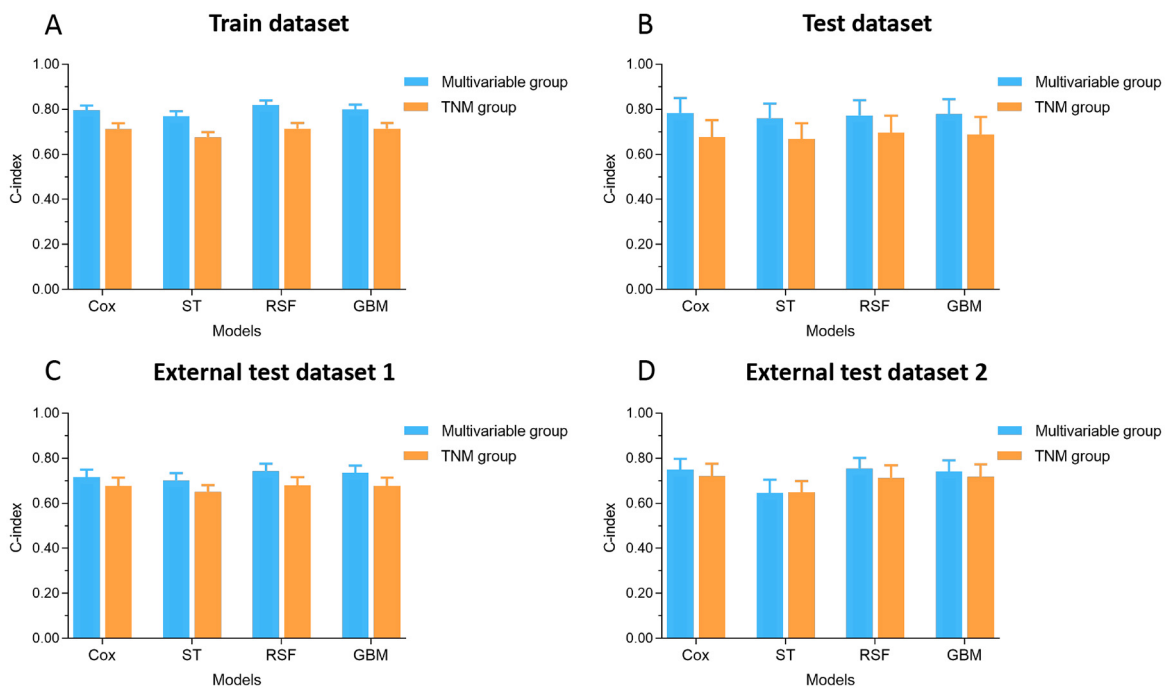 A
Train dataset
1.00
0.80
0.60
0.40
0.20
0.00
C-index
Multivariable group
TNM group
Cox
ST
RSF
GBM
Models
B
Test dataset
1.00
0.80
0.60
0.40
0.20
0.00
C-index
Multivariable group
TNM group
Cox
ST
RSF
GBM
Models
C
External test dataset 1
1.00
0.80
0.60
0.40
0.20
0.00
C-index
Multivariable group
TNM group
Cox
ST
RSF
GBM
Models
D
External test dataset 2
1.00
0.80
0.60
0.40
0.20
0.00
C-index
Multivariable group
TNM group
Cox
ST
RSF
GBM
Models